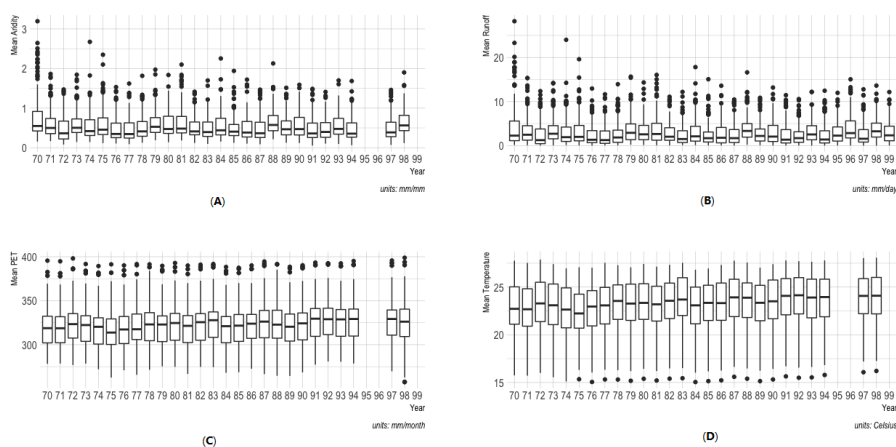 Mean Aridity
3
2
1
0
70 71 72 73 74 75 76 77 78 79 80 81 82 83 84 85 86 87 88 89 90 91 92 93 94 95 96 97 98 99
Year
units: mm/mm
(A)
Mean Runoff
20
10
0
70 71 72 73 74 75 76 77 78 79 80 81 82 83 84 85 86 87 88 89 90 91 92 93 94 95 96 97 98 99
Year
units: mm/day
(B)
Mean PET
400
350
300
70 71 72 73 74 75 76 77 78 79 80 81 82 83 84 85 86 87 88 89 90 91 92 93 94 95 96 97 98 99
Year
units: mm/month
(C)
Mean Temperature
25
20
15
70 71 72 73 74 75 76 77 78 79 80 81 82 83 84 85 86 87 88 89 90 91 92 93 94 95 96 97 98 99
Year
units: Celsius
(D)